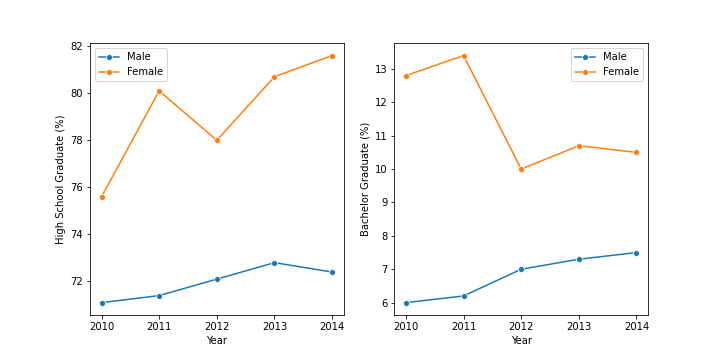 High School Graduate (%)
82
80
78
76
74
72
Male
Female
2010 2011 2012 2013 2014
Year
Bachelor Graduate (%)
13
12
11
10
9
8
7
6
Male
Female
2010 2011 2012 2013 2014
Year